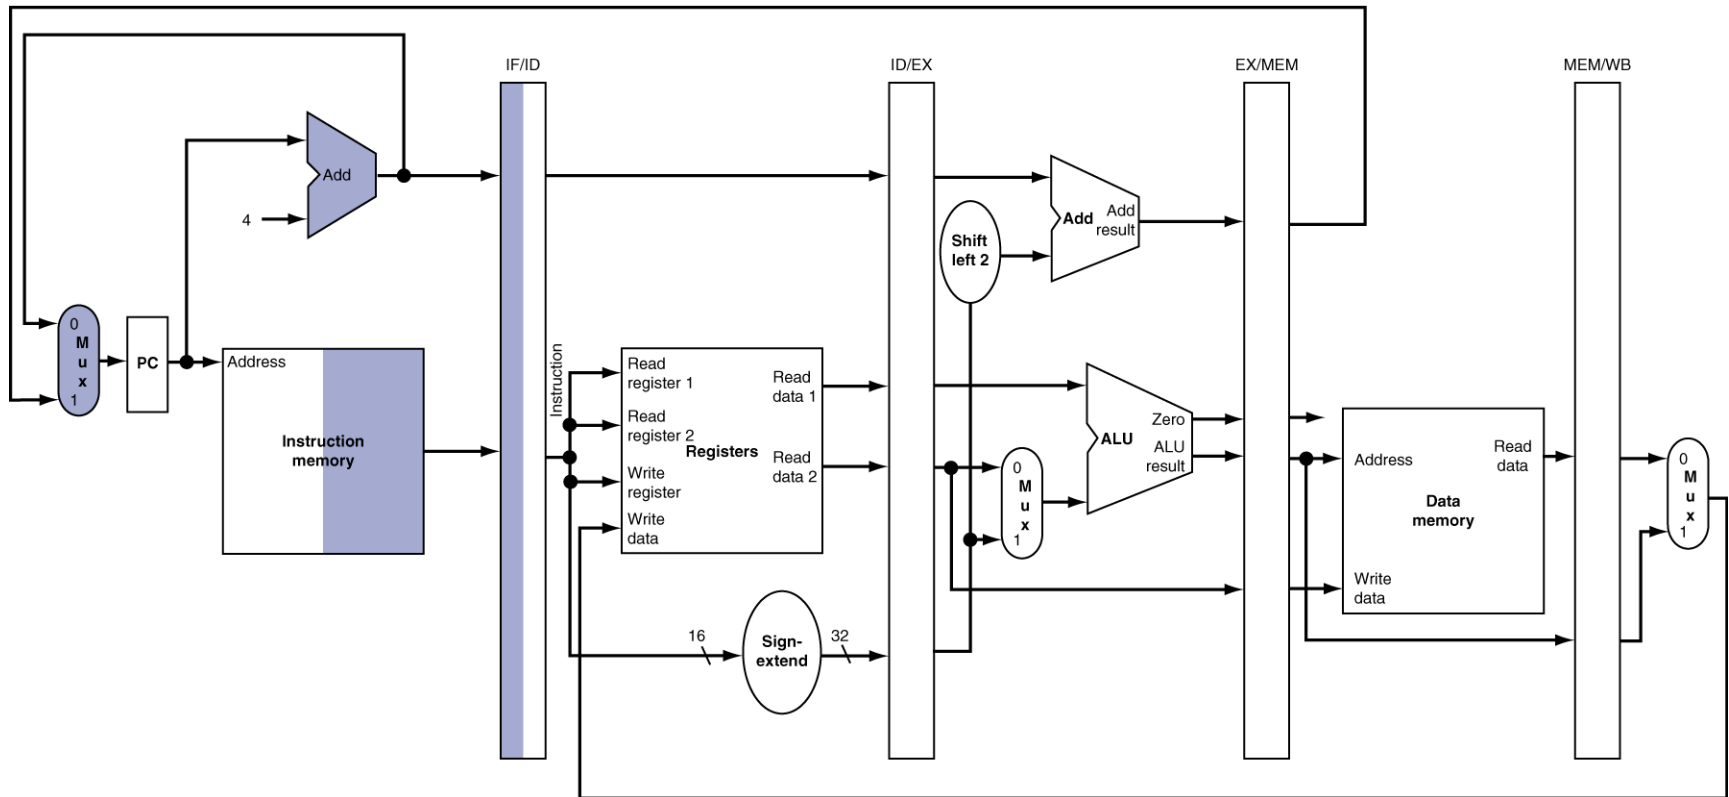 IF/ID
ID/EX
EX/MEM
MEM/WB
Add
4
Add
Add
result
Shift
left 2
0
M
u
x
1
PC
Address
Instruction
memory
Instruction
Read
register 1
Read
register 2
Write
register
Write
data
Registers
Read
data 1
Read
data 2
16
Sign-
extend
32
0
M
u
x
1
Zero
ALU
ALU
result
Address
Read
data
Data
memory
Write
data
0
M
u
x
1